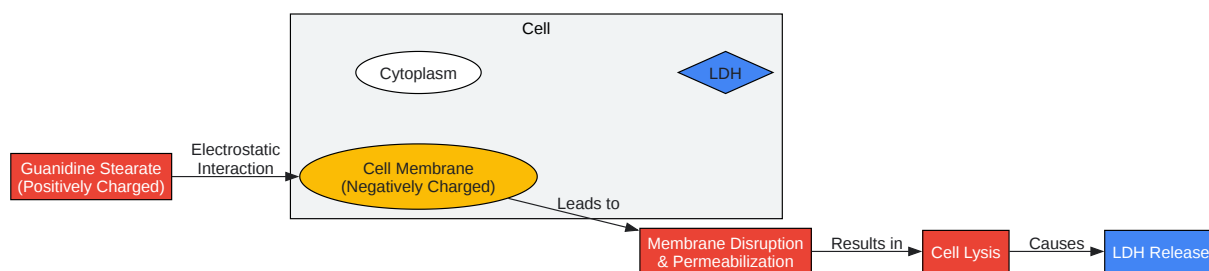 Cell
Cytoplasm
LDH
Guanidine Stearate
(Positively Charged)
Electrostatic
Interaction
Cell Membrane
(Negatively Charged)
Leads to
Membrane Disruption
& Permeabilization
Results in
Cell Lysis
Causes
LDH Release